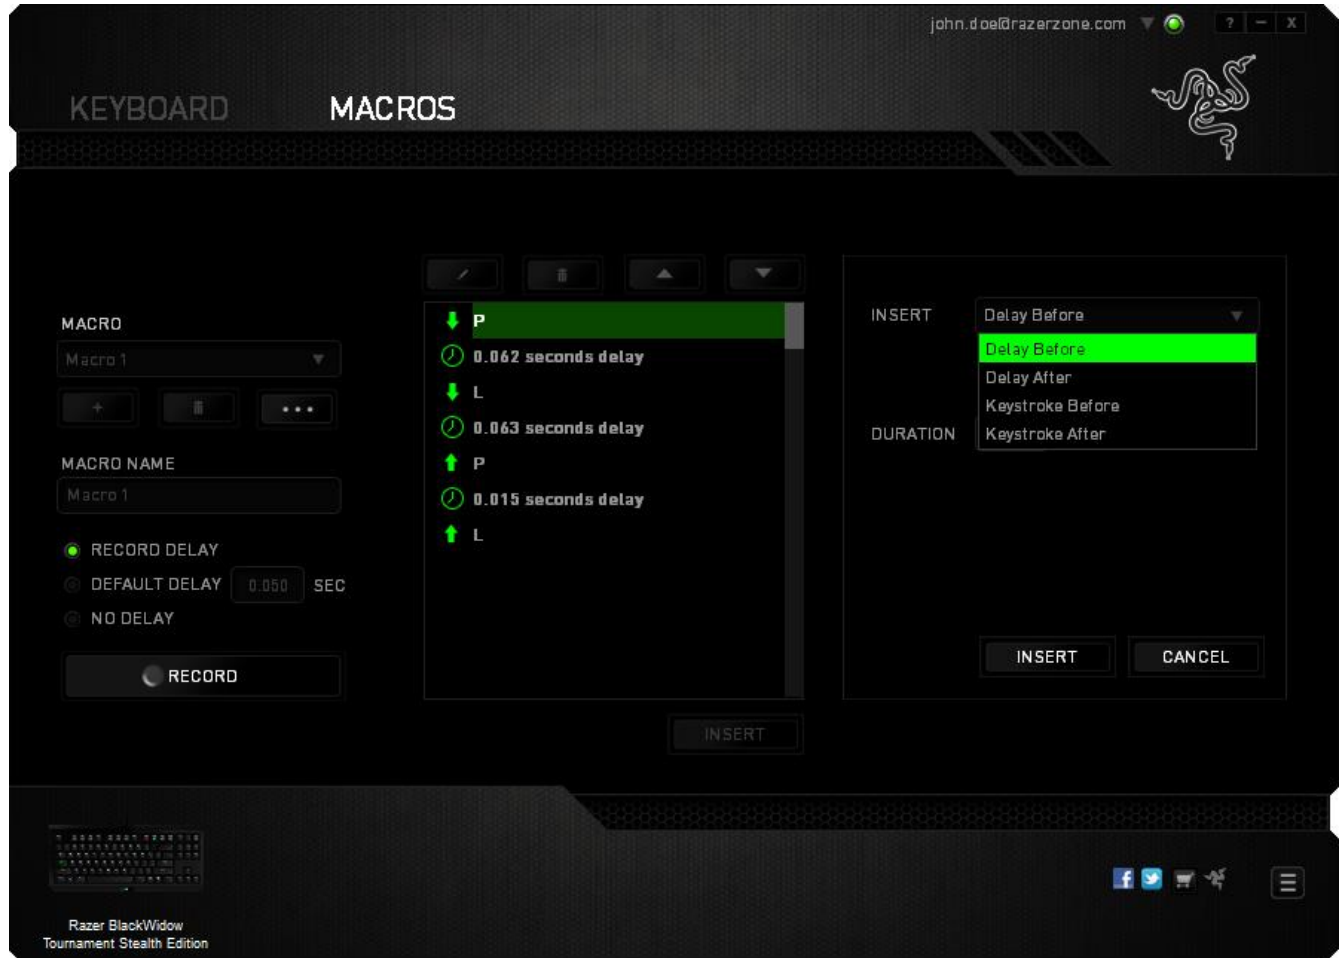 john.doe@razerzone.com
? – X
KEYBOARD MACROS
MACRO
Macro 1
+
...
MACRO NAME
Macro 1
RECORD DELAY
DEFAULT DELAY 0.050 SEC
NO DELAY
RECORD
P
0.062 seconds delay
L
0.063 seconds delay
P
0.015 seconds delay
L
INSERT
INSERT Delay Before
Delay Before
Delay After
Keystroke Before
Keystroke After
DURATION
INSERT CANCEL
Razer BlackWidow
Tournament Stealth Edition
f